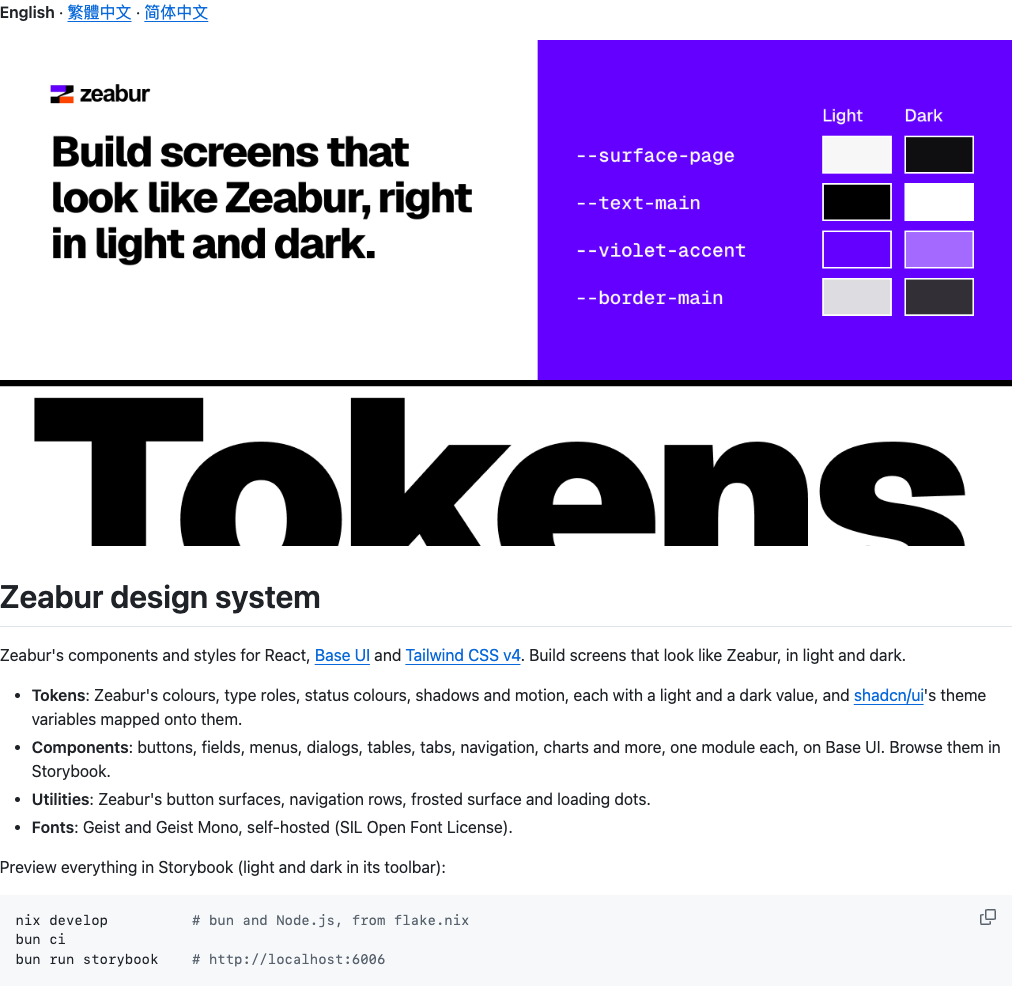 English · 繁體中文 · 简体中文
zeabur
Build screens that
look like Zeabur, right
in light and dark.
Light Dark
--surface-page
--text-main
--violet-accent
--border-main
Tokens
Zeabur design system
Zeabur's components and styles for React, Base UI and Tailwind CSS v4. Build screens that look like Zeabur, in light and dark.
• Tokens: Zeabur's colours, type roles, status colours, shadows and motion, each with a light and a dark value, and shadcn/ui's theme
variables mapped onto them.
• Components: buttons, fields, menus, dialogs, tables, tabs, navigation, charts and more, one module each, on Base UI. Browse them in
Storybook.
• Utilities: Zeabur's button surfaces, navigation rows, frosted surface and loading dots.
• Fonts: Geist and Geist Mono, self-hosted (SIL Open Font License).
Preview everything in Storybook (light and dark in its toolbar):
nix develop # bun and Node.js, from flake.nix
bun ci
bun run storybook # http://localhost:6006